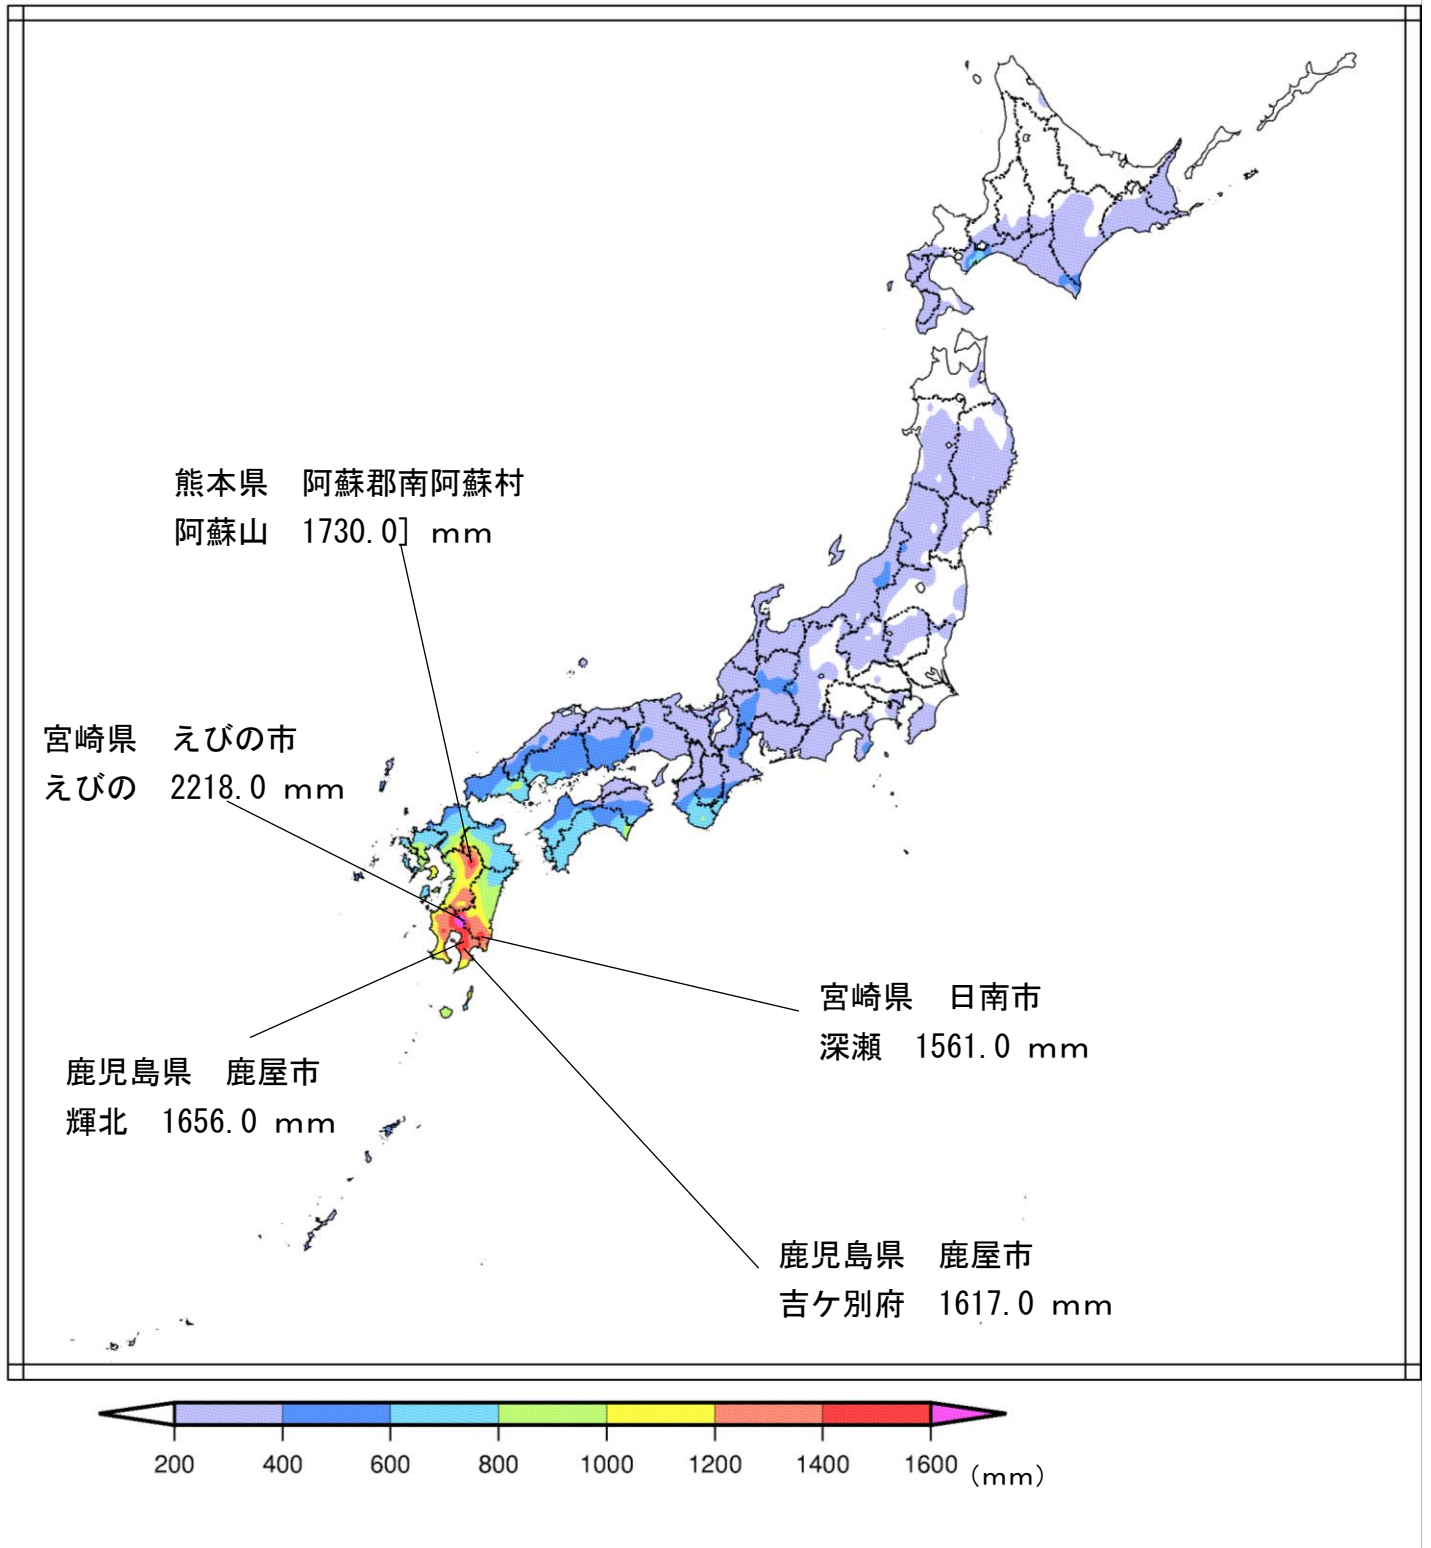 熊本県　阿蘇郡南阿蘇村
阿蘇山　1730.0] mm
宮崎県　えびの市
えびの　2218.0 mm
宮崎県　日南市
深瀬　1561.0 mm
鹿児島県　鹿屋市
輝北　1656.0 mm
鹿児島県　鹿屋市
吉ケ別府　1617.0 mm
200 400 600 800 1000 1200 1400 1600 (mm)